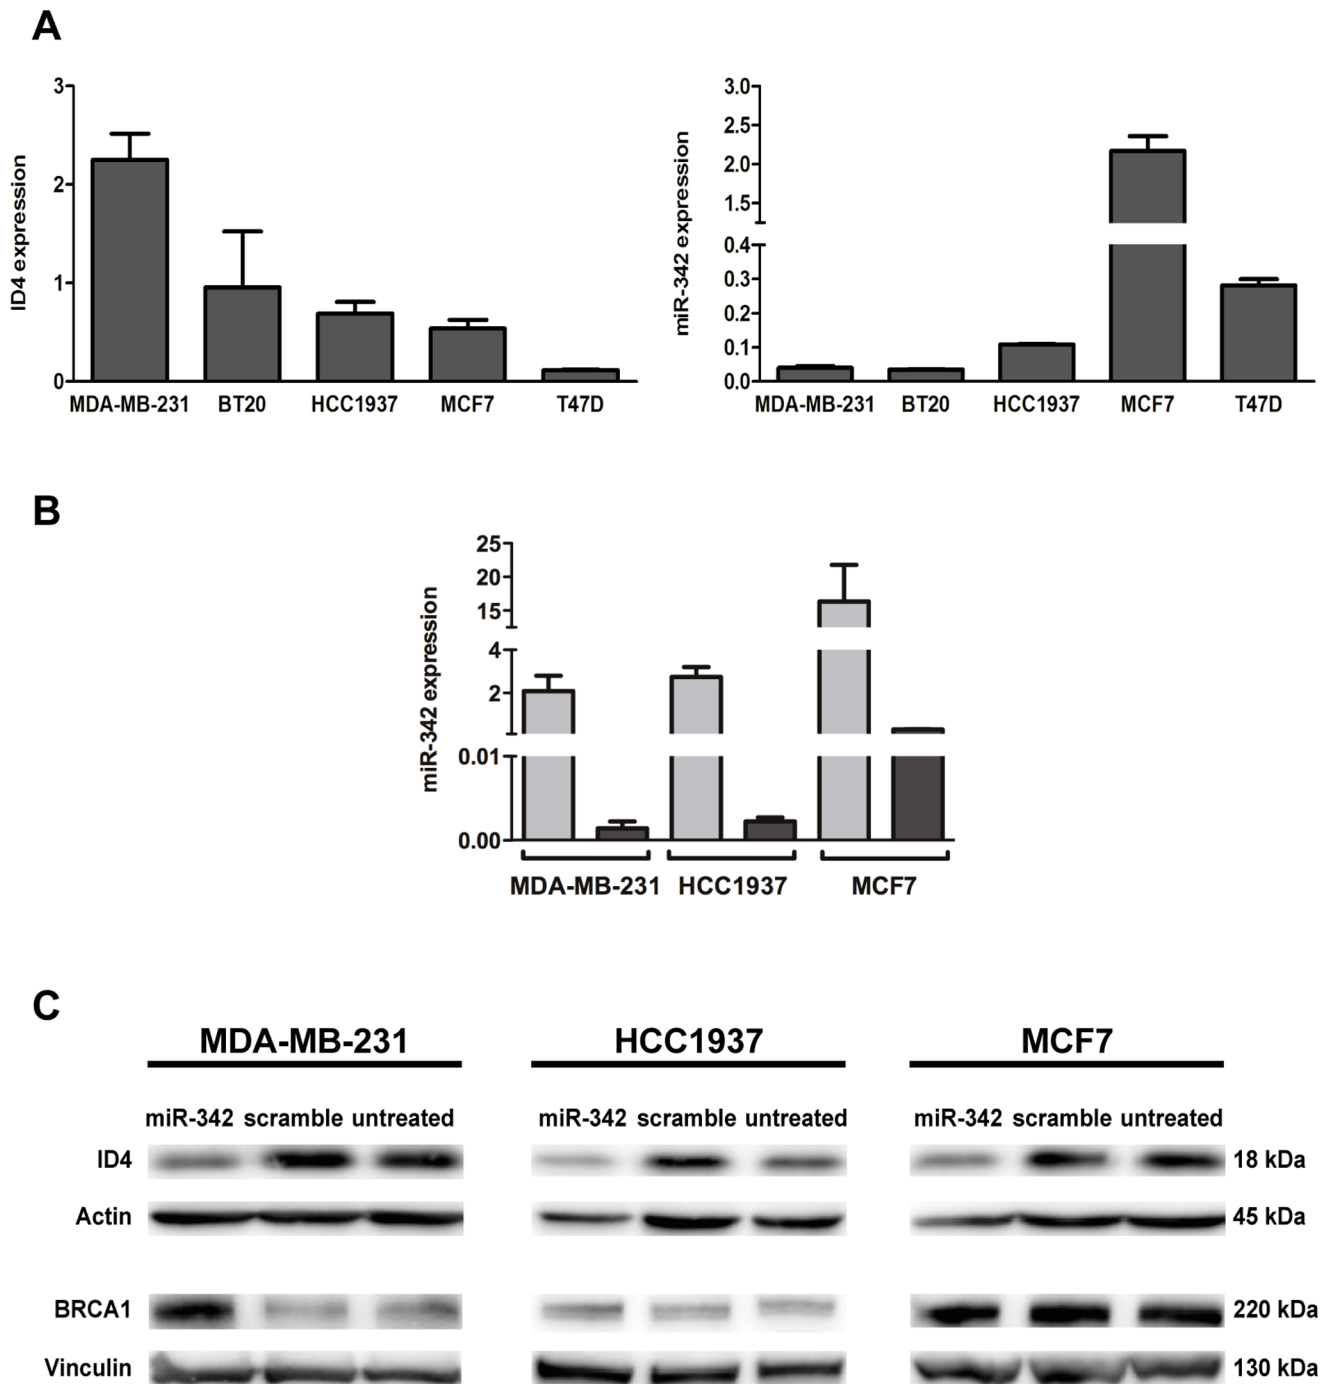 A
ID4 expression
3
2
1
0
MDA-MB-231 BT20 HCC1937 MCF7 T47D
miR-342 expression
3.0
2.5
2.0
1.5
0.4
0.3
0.2
0.1
0.0
MDA-MB-231 BT20 HCC1937 MCF7 T47D
B
miR-342 expression
25
20
15
4
2
0.01
0.00
MDA-MB-231 HCC1937 MCF7
C
MDA-MB-231 HCC1937 MCF7
miR-342 scramble untreated miR-342 scramble untreated miR-342 scramble untreated
ID4 18 kDa
Actin 45 kDa
BRCA1 220 kDa
Vinculin 130 kDa